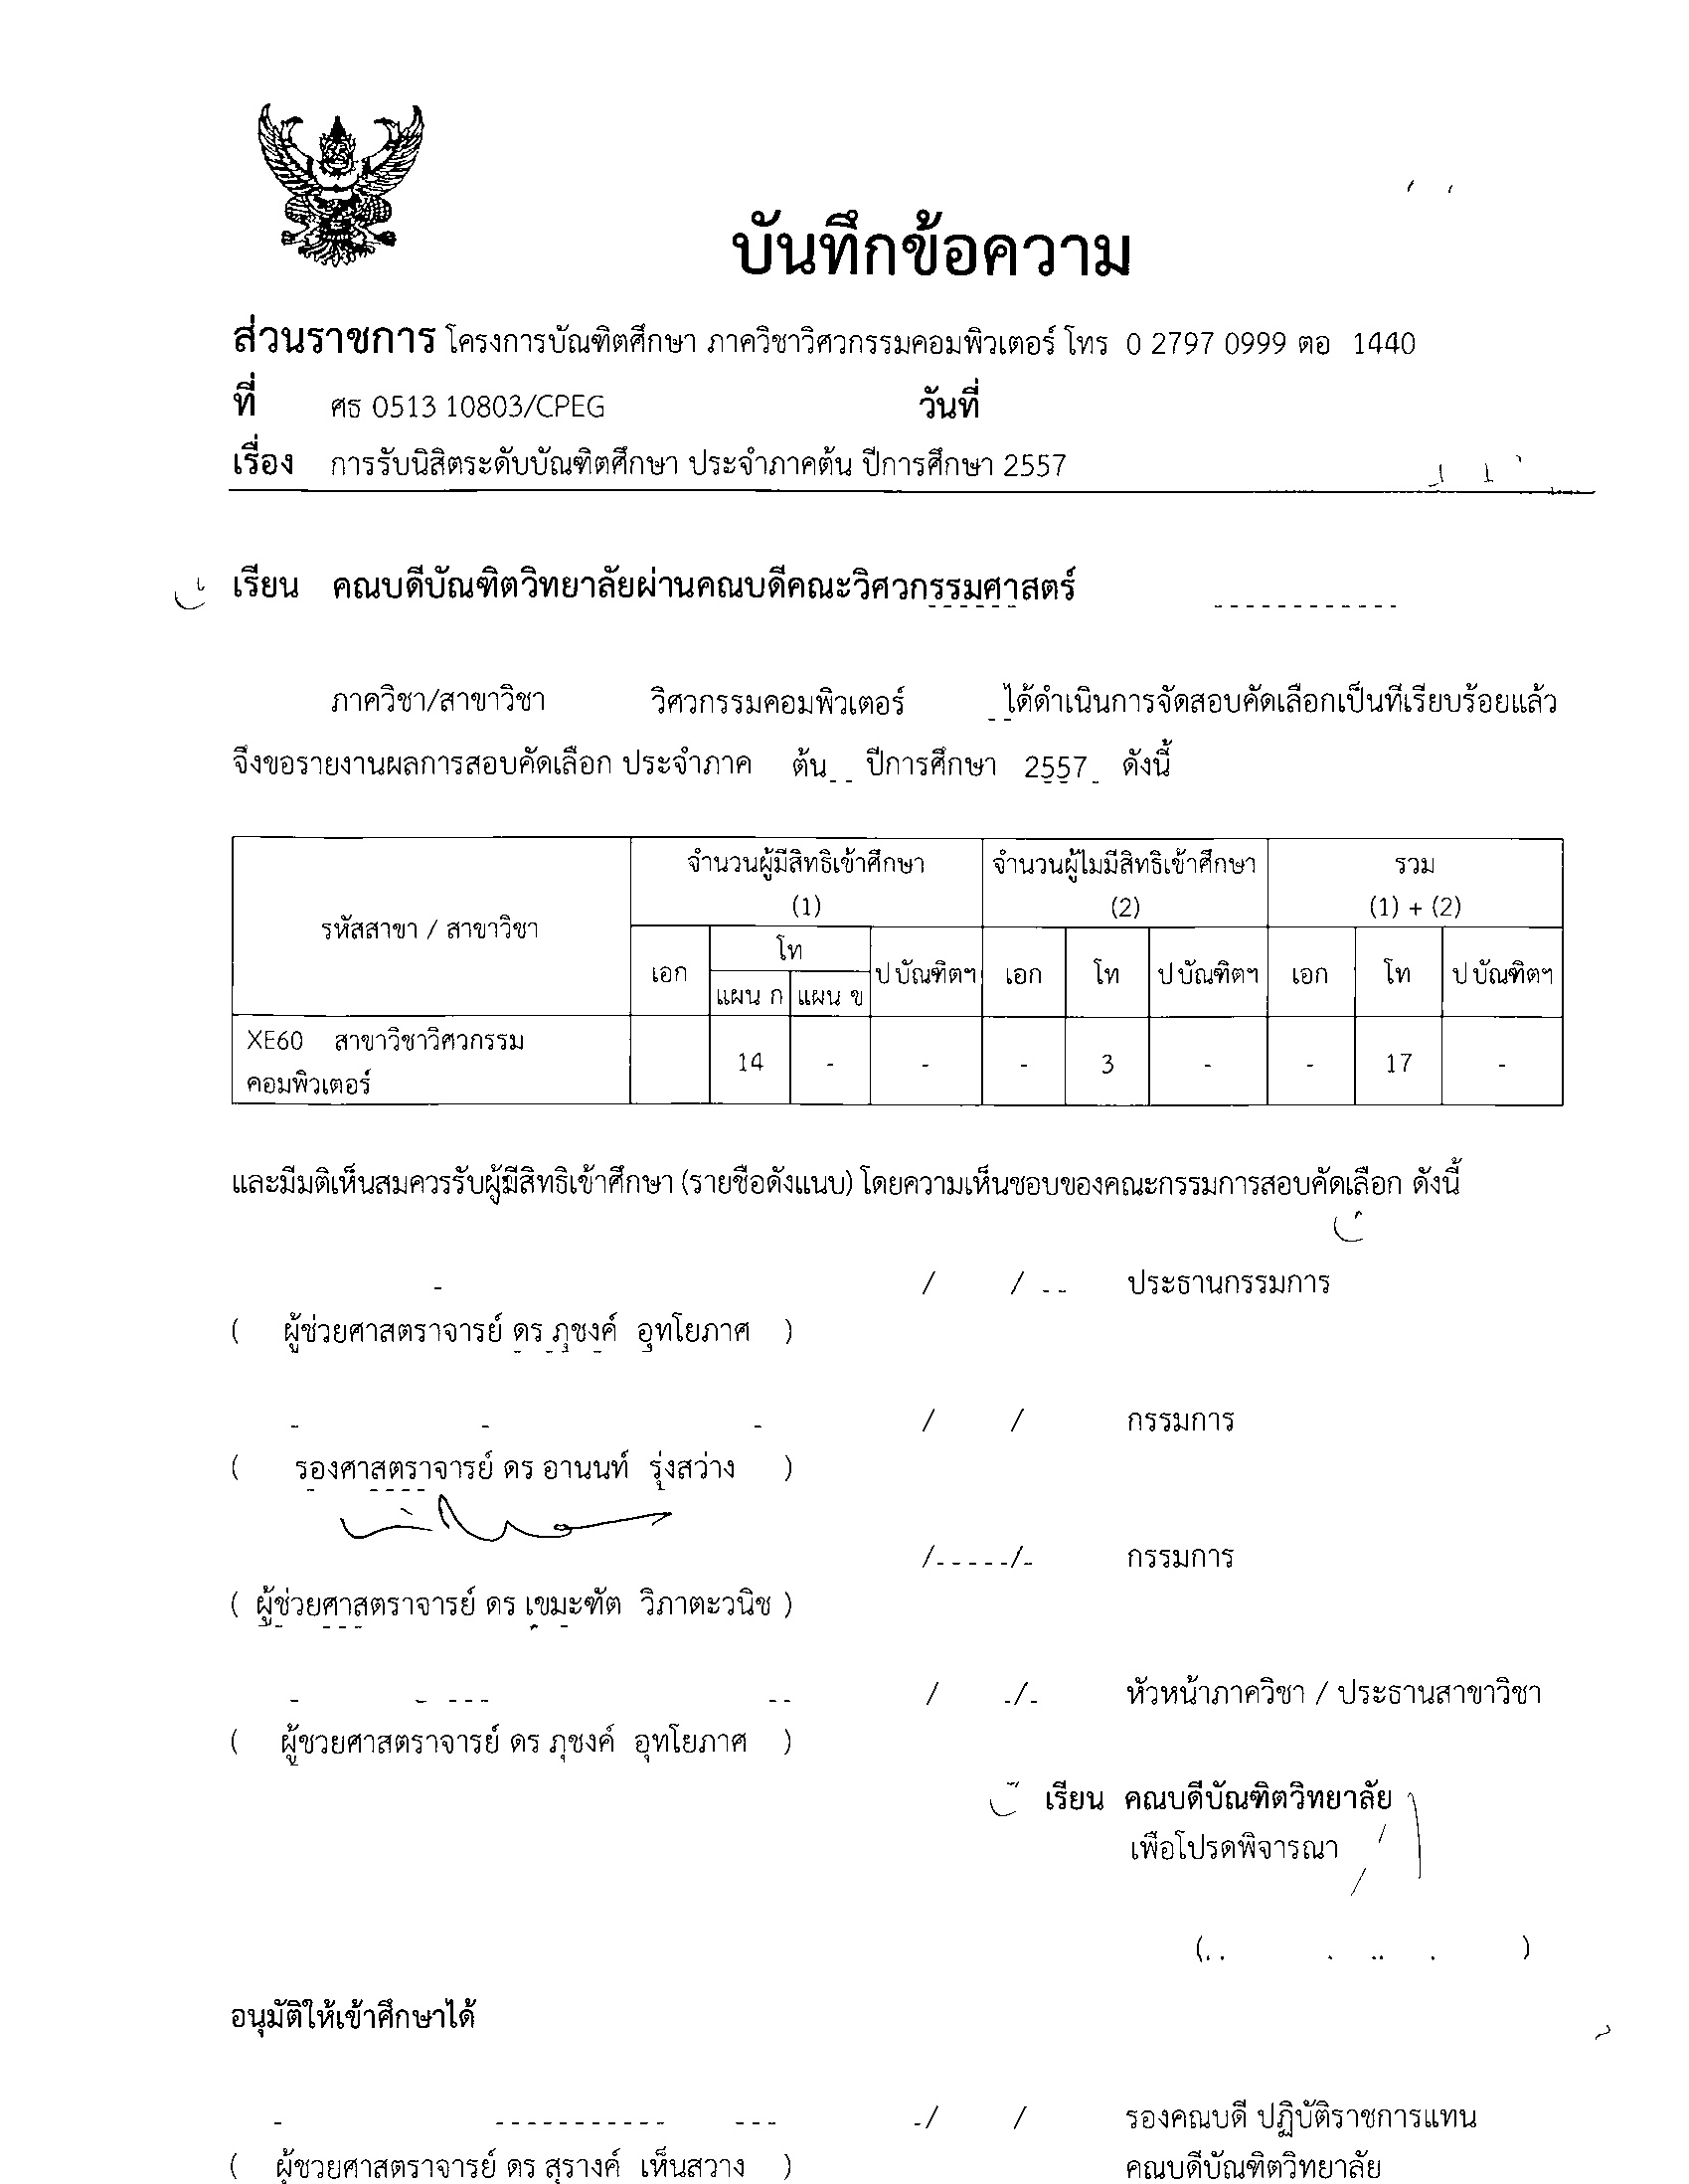 บันทึกข้อความ
ส่วนราชการ โครงการบัณฑิตศึกษา ภาควิชาวิศวกรรมคอมพิวเตอร์ โทร 0 2797 0999 ตอ 1440
ที่ ศธ 0513 10803/CPEG วันที่
เรื่อง การรับนิสิตระดับบัณฑิตศึกษา ประจำภาคต้น ปีการศึกษา 2557
เรียน คณบดีบัณฑิตวิทยาลัยผ่านคณบดีคณะวิศวกรรมศาสตร์
ภาควิชา/สาขาวิชา วิศวกรรมคอมพิวเตอร์ ได้ดำเนินการจัดสอบคัดเลือกเป็นทีเรียบร้อยแล้ว
จึงขอรายงานผลการสอบคัดเลือก ประจำภาค ต้น ปีการศึกษา 2557 ดังนี้
รหัสสาขา / สาขาวิชา จำนวนผู้มีสิทธิเข้าศึกษา (1) จำนวนผู้ไมมีสิทธิเข้าศึกษา (2) รวม (1) + (2)
เอก โท ป บัณฑิตฯ เอก โท ป บัณฑิตฯ เอก โท ป บัณฑิตฯ
แผน ก แผน ข
XE60 สาขาวิชาวิศวกรรม
คอมพิวเตอร์ 14 - - - 3 - - 17 -
และมีมติเห็นสมควรรับผู้มีสิทธิเข้าศึกษา (รายชือดังแนบ) โดยความเห็นชอบของคณะกรรมการสอบคัดเลือก ดังนี้
/ / ประธานกรรมการ
( ผู้ช่วยศาสตราจารย์ ดร ภุชงค์ อุทโยภาศ )
/ / กรรมการ
( รองศาสตราจารย์ ดร อานนท์ รุ่งสว่าง )
/ / กรรมการ
( ผู้ช่วยศาสตราจารย์ ดร เขมะฑัต วิภาตะวนิช )
/ / หัวหน้าภาควิชา / ประธานสาขาวิชา
( ผู้ชวยศาสตราจารย์ ดร ภุชงค์ อุทโยภาศ )
เรียน คณบดีบัณฑิตวิทยาลัย
เพือโปรดพิจารณา
( )
อนุมัติให้เข้าศึกษาได้
/ / รองคณบดี ปฏิบัติราชการแทน
( ผู้ชวยศาสตราจารย์ ดร สุรางค์ เห็นสวาง ) คณบดีบัณฑิตวิทยาลัย